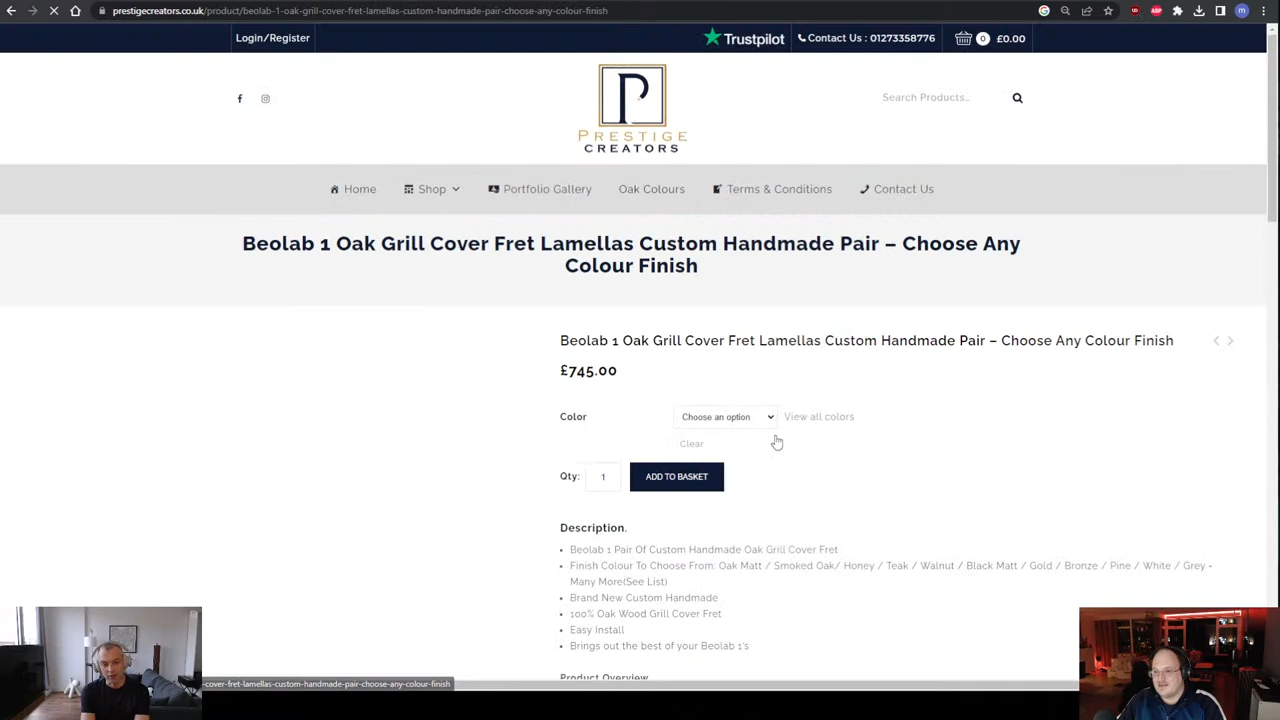 prestigecreators.co.uk/product/beolab-1-oak-grill-cover-fret-lamellas-custom-handmade-pair-choose-any-colour-finish
Login/Register
Trustpilot
Contact Us : 01273358776
0
£0.00
P
PRESTIGE
CREATORS
Search Products...
Home
Shop
Portfolio Gallery
Oak Colours
Terms & Conditions
Contact Us
Beolab 1 Oak Grill Cover Fret Lamellas Custom Handmade Pair – Choose Any
Colour Finish
Beolab 1 Oak Grill Cover Fret Lamellas Custom Handmade Pair – Choose Any Colour Finish
£745.00
Color
Choose an option
View all colors
Clear
Qty:
1
ADD TO BASKET
Description.
Beolab 1 Pair Of Custom Handmade Oak Grill Cover Fret
Finish Colour To Choose From: Oak Matt / Smoked Oak/ Honey / Teak / Walnut / Black Matt / Gold / Bronze / Pine / White / Grey +
Many More(See List)
Brand New Custom Handmade
100% Oak Wood Grill Cover Fret
Easy Install
Brings out the best of your Beolab 1's
Product Overview
-cover-fret-lamellas-custom-handmade-pair-choose-any-colour-finish